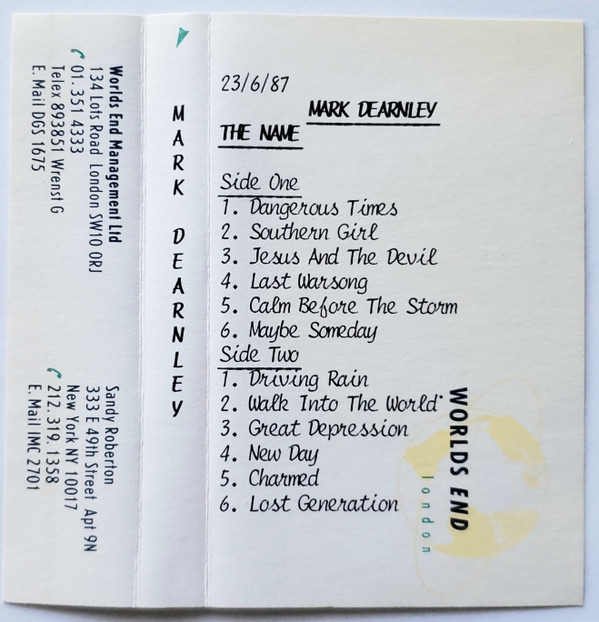 Worlds End Management Ltd
134 Lots Road London SW10 0RJ
01. 351 4333
Telex 893851 Wrenst G
E. Mail DGS 1675
Sandy Roberton
333 E 49th Street Apt 9N
New York NY 10017
212. 319. 1358
E. Mail IMC 2701
MARK DEARNLEY
23/6/87
MARK DEARNLEY
THE NAME
Side One
1. Dangerous Times
2. Southern Girl
3. Jesus And The Devil
4. Last Warsong
5. Calm Before The Storm
6. Maybe Someday
Side Two
1. Driving Rain
2. Walk Into The World*
3. Great Depression
4. New Day
5. Charmed
6. Lost Generation
WORLDS END
london